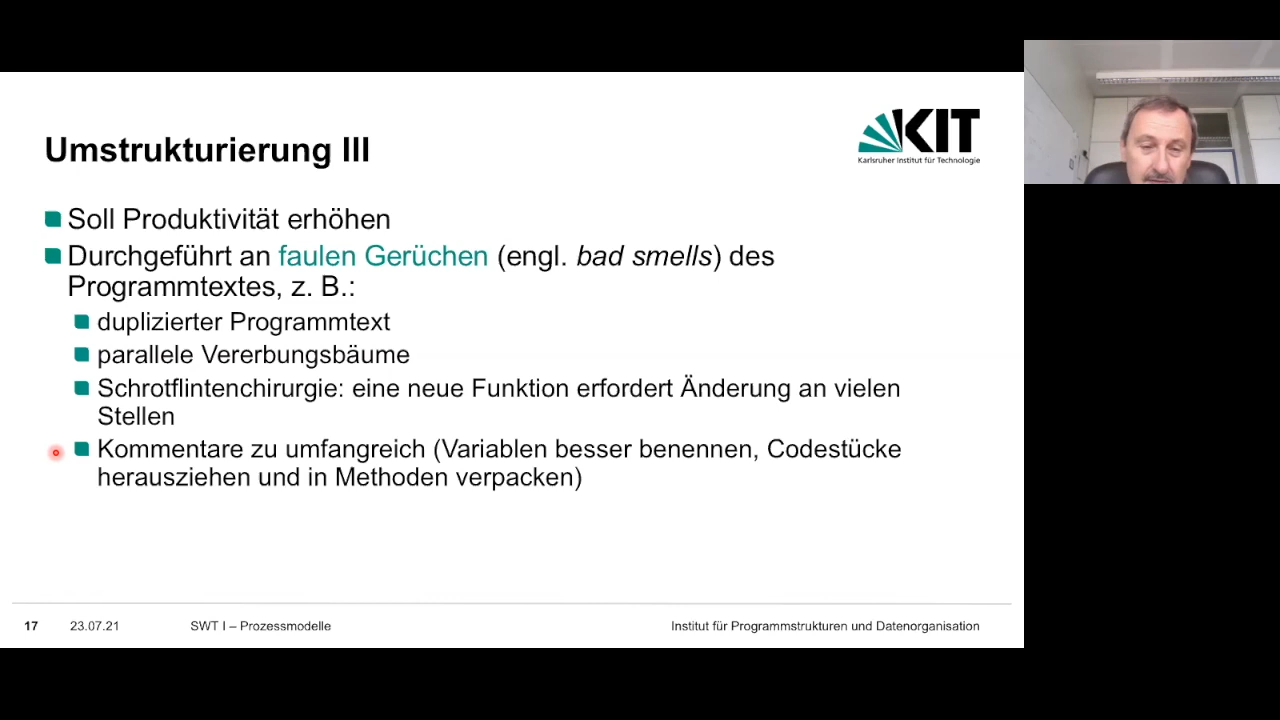 KIT
Karlsruher Institut für Technologie
Umstrukturierung III
Soll Produktivität erhöhen
Durchgeführt an faulen Gerüchen (engl. bad smells) des
Programmtextes, z. B.:
duplizierter Programmtext
parallele Vererbungsbäume
Schrotflintenchirurgie: eine neue Funktion erfordert Änderung an vielen
Stellen
Kommentare zu umfangreich (Variablen besser benennen, Codestücke
herausziehen und in Methoden verpacken)
17 23.07.21 SWT I – Prozessmodelle Institut für Programmstrukturen und Datenorganisation